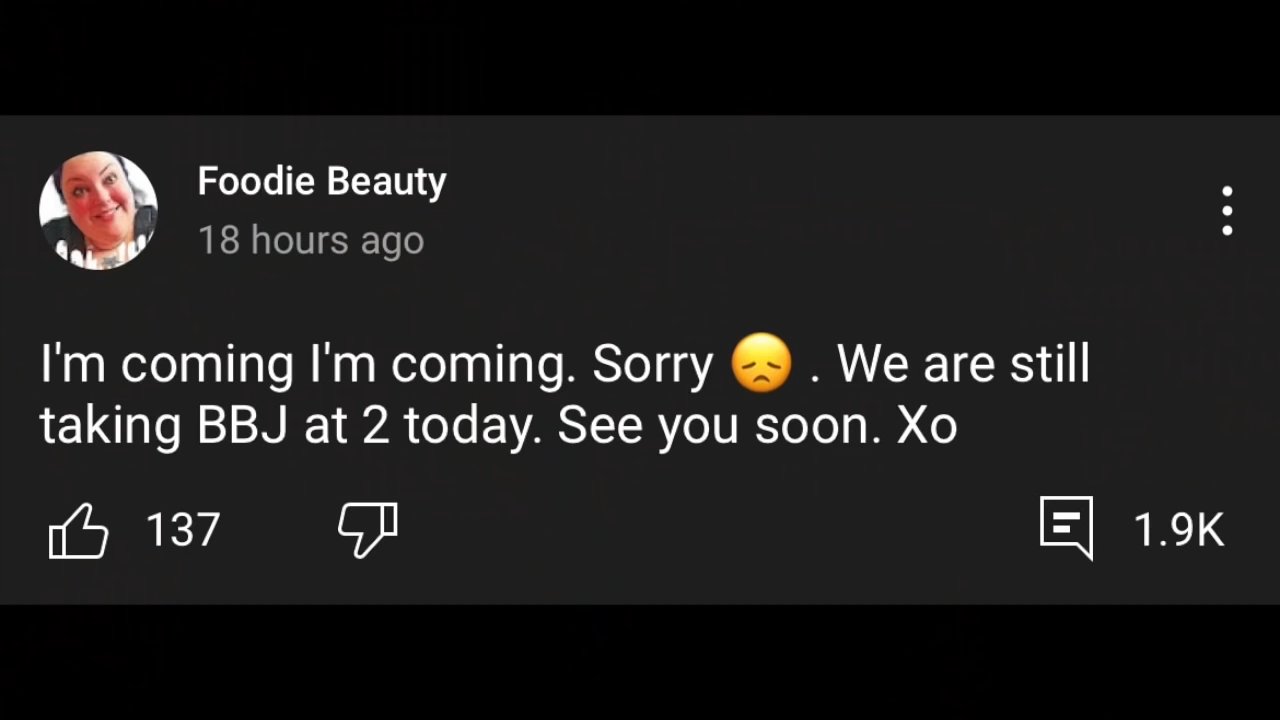 Foodie Beauty
18 hours ago
I'm coming I'm coming. Sorry 😞 . We are still
taking BBJ at 2 today. See you soon. Xo
137
1.9K